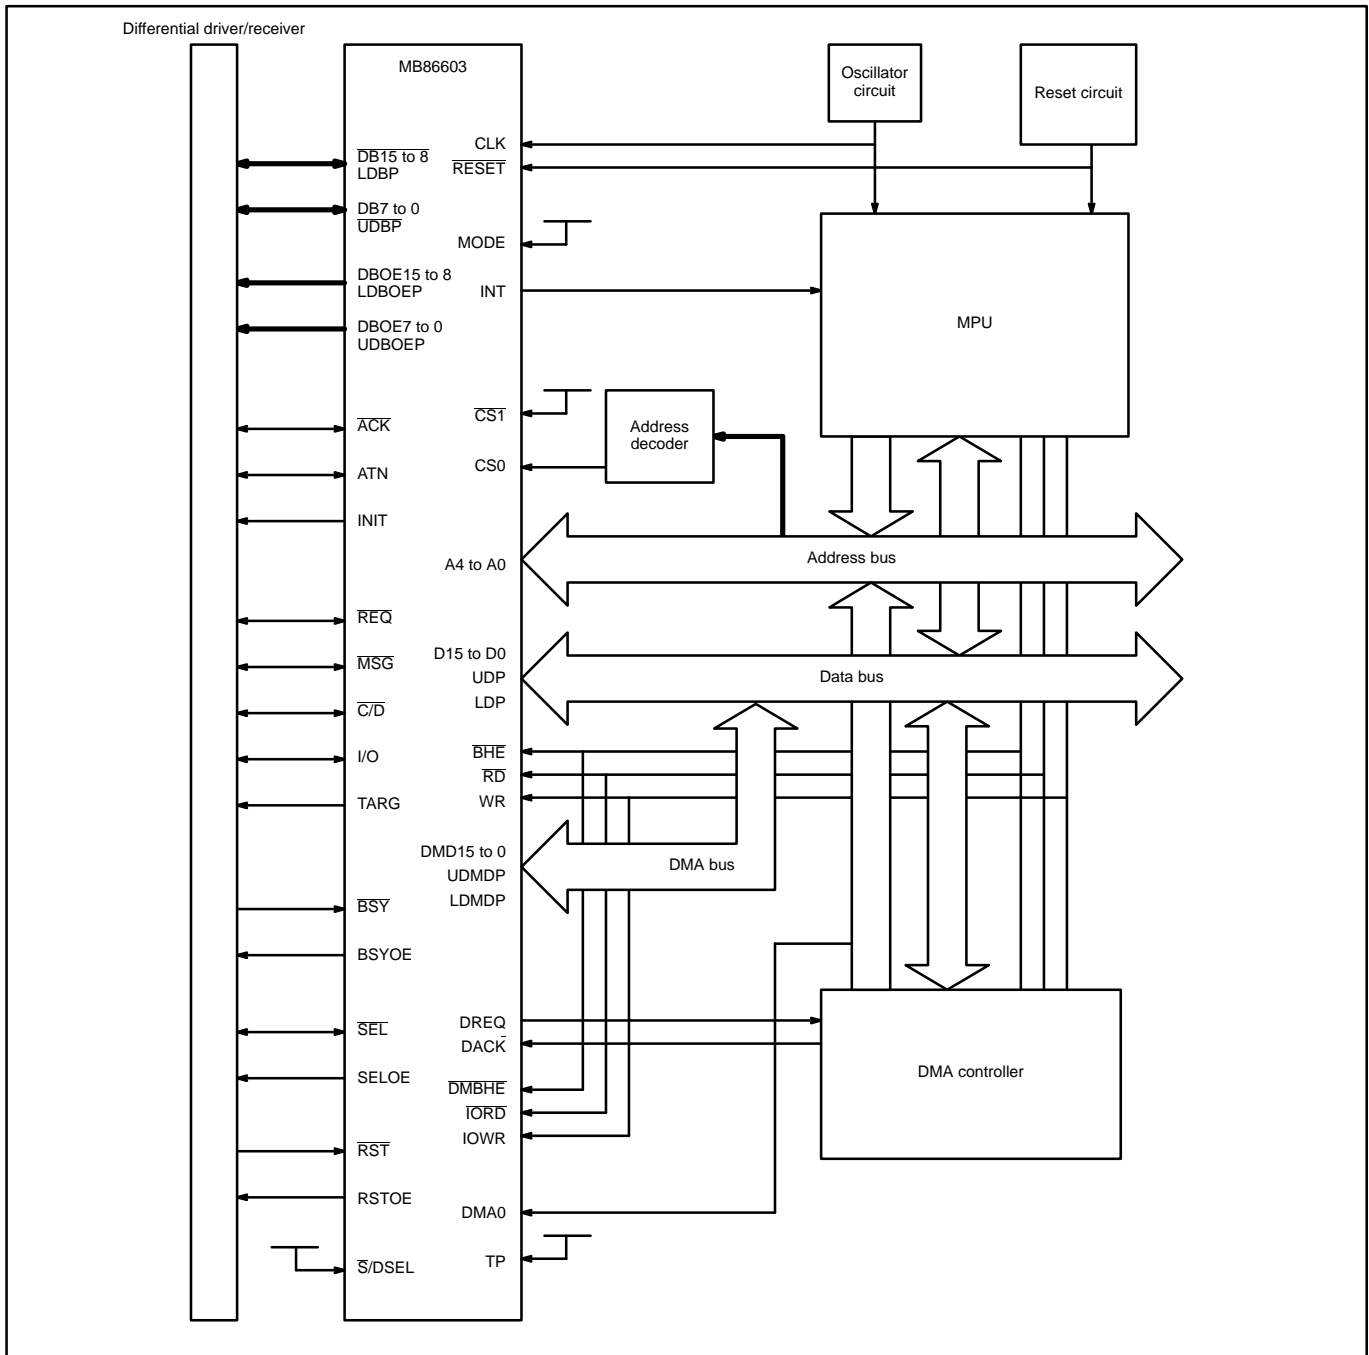 Differential driver/receiver
MB86603
Oscillator
circuit
Reset circuit
CLK
RESET
DB15 to 8
LDBP
DB7 to 0
UDBP
MODE
DBOE15 to 8
LDBOEP
INT
DBOE7 to 0
UDBOEP
MPU
CS1
ACK
Address
decoder
CS0
ATN
INIT
Address bus
A4 to A0
REQ
D15 to D0
MSG
UDP
Data bus
LDP
C/D
BHE
I/O
RD
WR
TARG
DMD15 to 0
DMA bus
UDMDP
LDMDP
BSY
BSYOE
DREQ
SEL
DACK
DMA controller
SELOE
DMBHE
IORD
IOWR
RST
RSTOE
DMA0
TP
S/DSEL